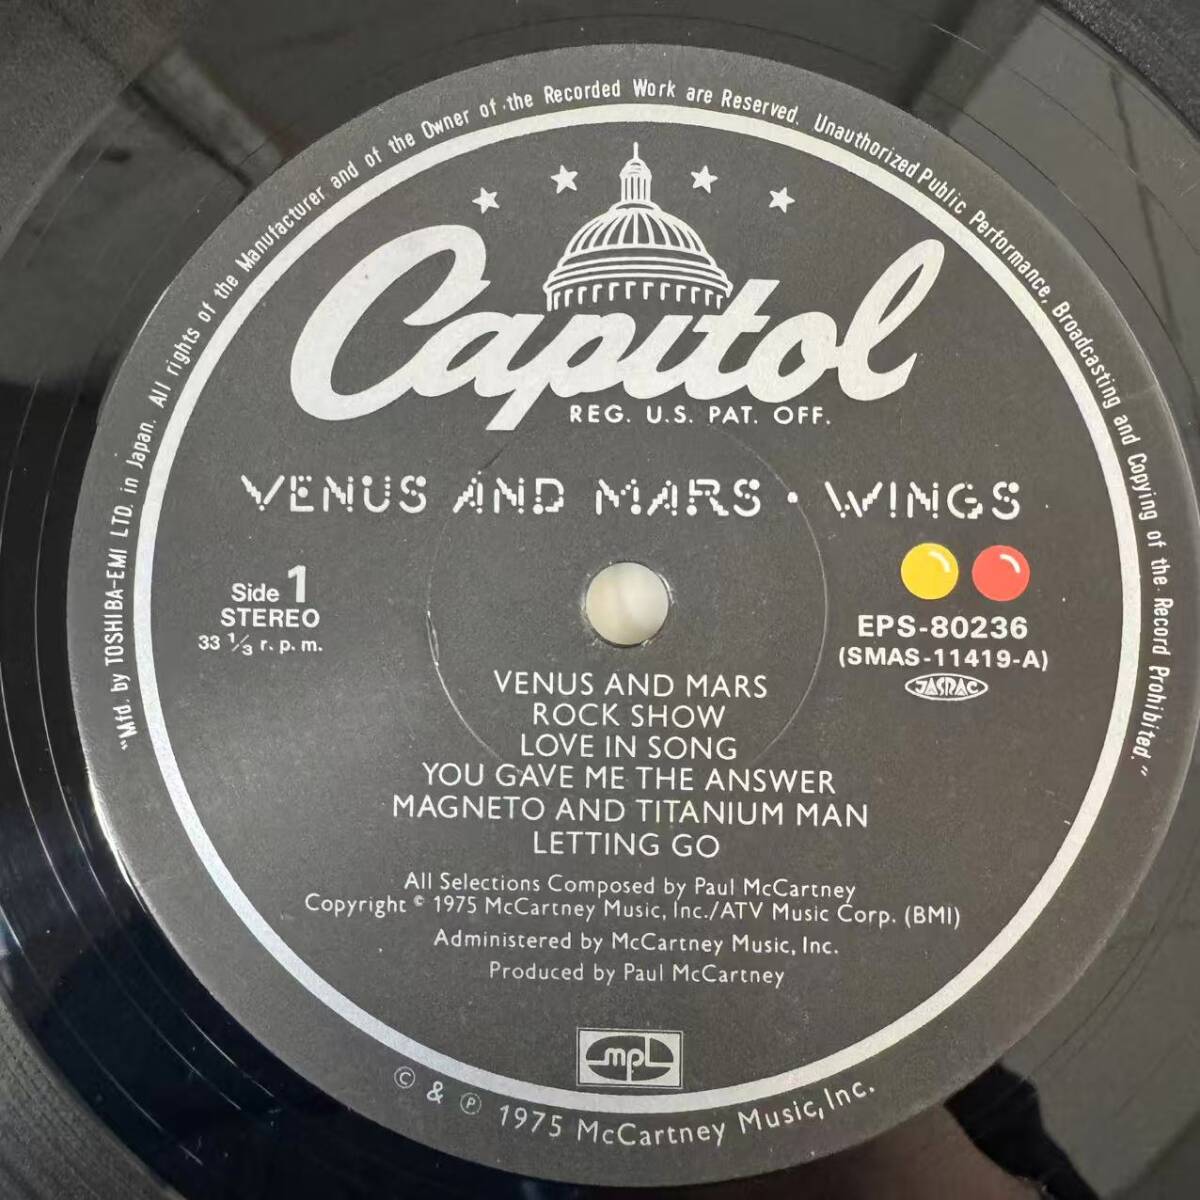 "Mfd. by TOSHIBA-EMI LTD. in Japan. All rights of the Manufacturer and of the Owner of the Recorded Work are Reserved. Unauthorized Public Performance, Broadcasting and Copying of the Record Prohibited."
Capitol
REG. U.S. PAT. OFF.
VENUS AND MARS • WINGS
Side 1
STEREO
33 1/3 r.p.m.
EPS-80236
(SMAS-11419-A)
JASRAC
VENUS AND MARS
ROCK SHOW
LOVE IN SONG
YOU GAVE ME THE ANSWER
MAGNETO AND TITANIUM MAN
LETTING GO
All Selections Composed by Paul McCartney
Copyright © 1975 McCartney Music, Inc./ATV Music Corp. (BMI)
Administered by McCartney Music, Inc.
Produced by Paul McCartney
mpl
© & ℗ 1975 McCartney Music, Inc.